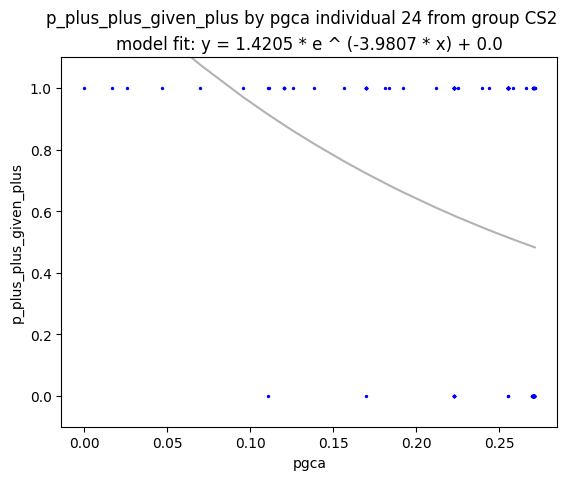 p_plus_plus_given_plus by pgca individual 24 from group CS2
model fit: y = 1.4205 * e ^ (-3.9807 * x) + 0.0
1.0
0.8
0.6
0.4
0.2
0.0
p_plus_plus_given_plus
0.00 0.05 0.10 0.15 0.20 0.25
pgca